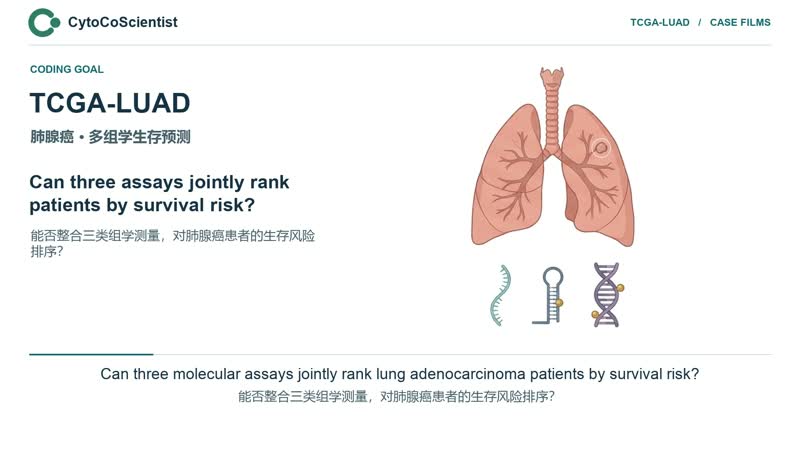 CytoCoScientist
TCGA-LUAD / CASE FILMS
CODING GOAL
TCGA-LUAD
肺腺癌·多组学生存预测
Can three assays jointly rank
patients by survival risk?
能否整合三类组学测量，对肺腺癌患者的生存风险
排序？
Can three molecular assays jointly rank lung adenocarcinoma patients by survival risk?
能否整合三类组学测量，对肺腺癌患者的生存风险排序？